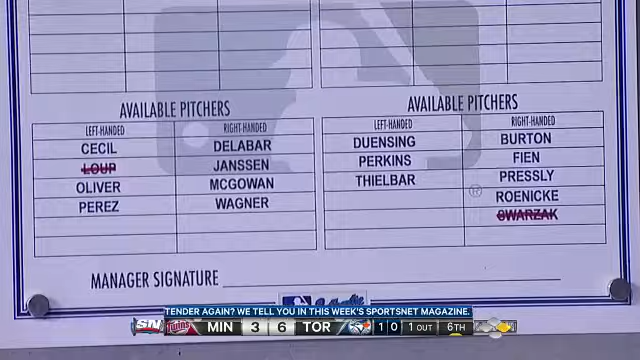 AVAILABLE PITCHERS
LEFT-HANDED RIGHT-HANDED
CECIL DELABAR
LOUP JANSSEN
OLIVER MCGOWAN
PEREZ WAGNER
AVAILABLE PITCHERS
LEFT-HANDED RIGHT-HANDED
DUENSING BURTON
PERKINS FIEN
THIELBAR PRESSLY
ROENICKE
SWARZAK
MANAGER SIGNATURE
TENDER AGAIN? WE TELL YOU IN THIS WEEK'S SPORTSNET MAGAZINE.
SN Twins MIN 3 6 TOR 1 0 1 OUT 6TH